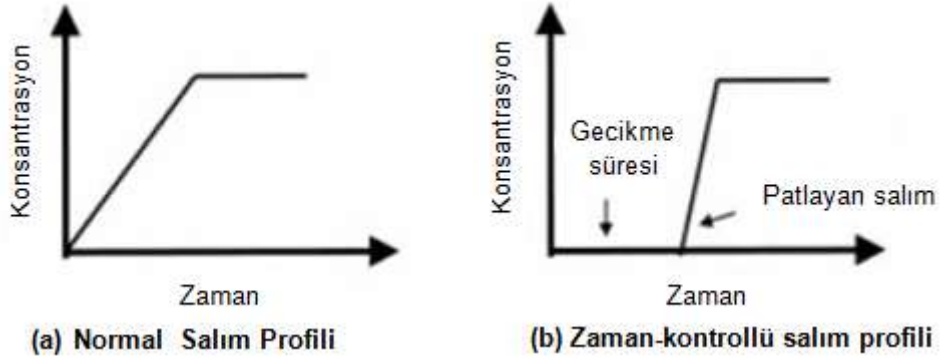 Konsantrasyon
Zaman
(a) Normal Salım Profili
Konsantrasyon
Gecikme
süresi
Patlayan salım
Zaman
(b) Zaman-kontrollü salım profili